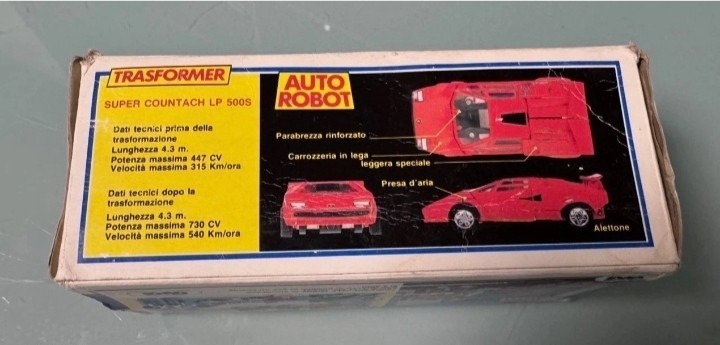 TRASFORMER
SUPER COUNTACH LP 500S
Dati tecnici prima della
trasformazione
Lunghezza 4.3 m.
Potenza massima 447 CV
Velocità massima 315 Km/ora
Dati tecnici dopo la
trasformazione
Lunghezza 4.3 m.
Potenza massima 730 CV
Velocità massima 540 Km/ora
AUTO
ROBOT
Parabrezza rinforzato
Carrozzeria in lega
leggera speciale
Presa d'aria
Alettone